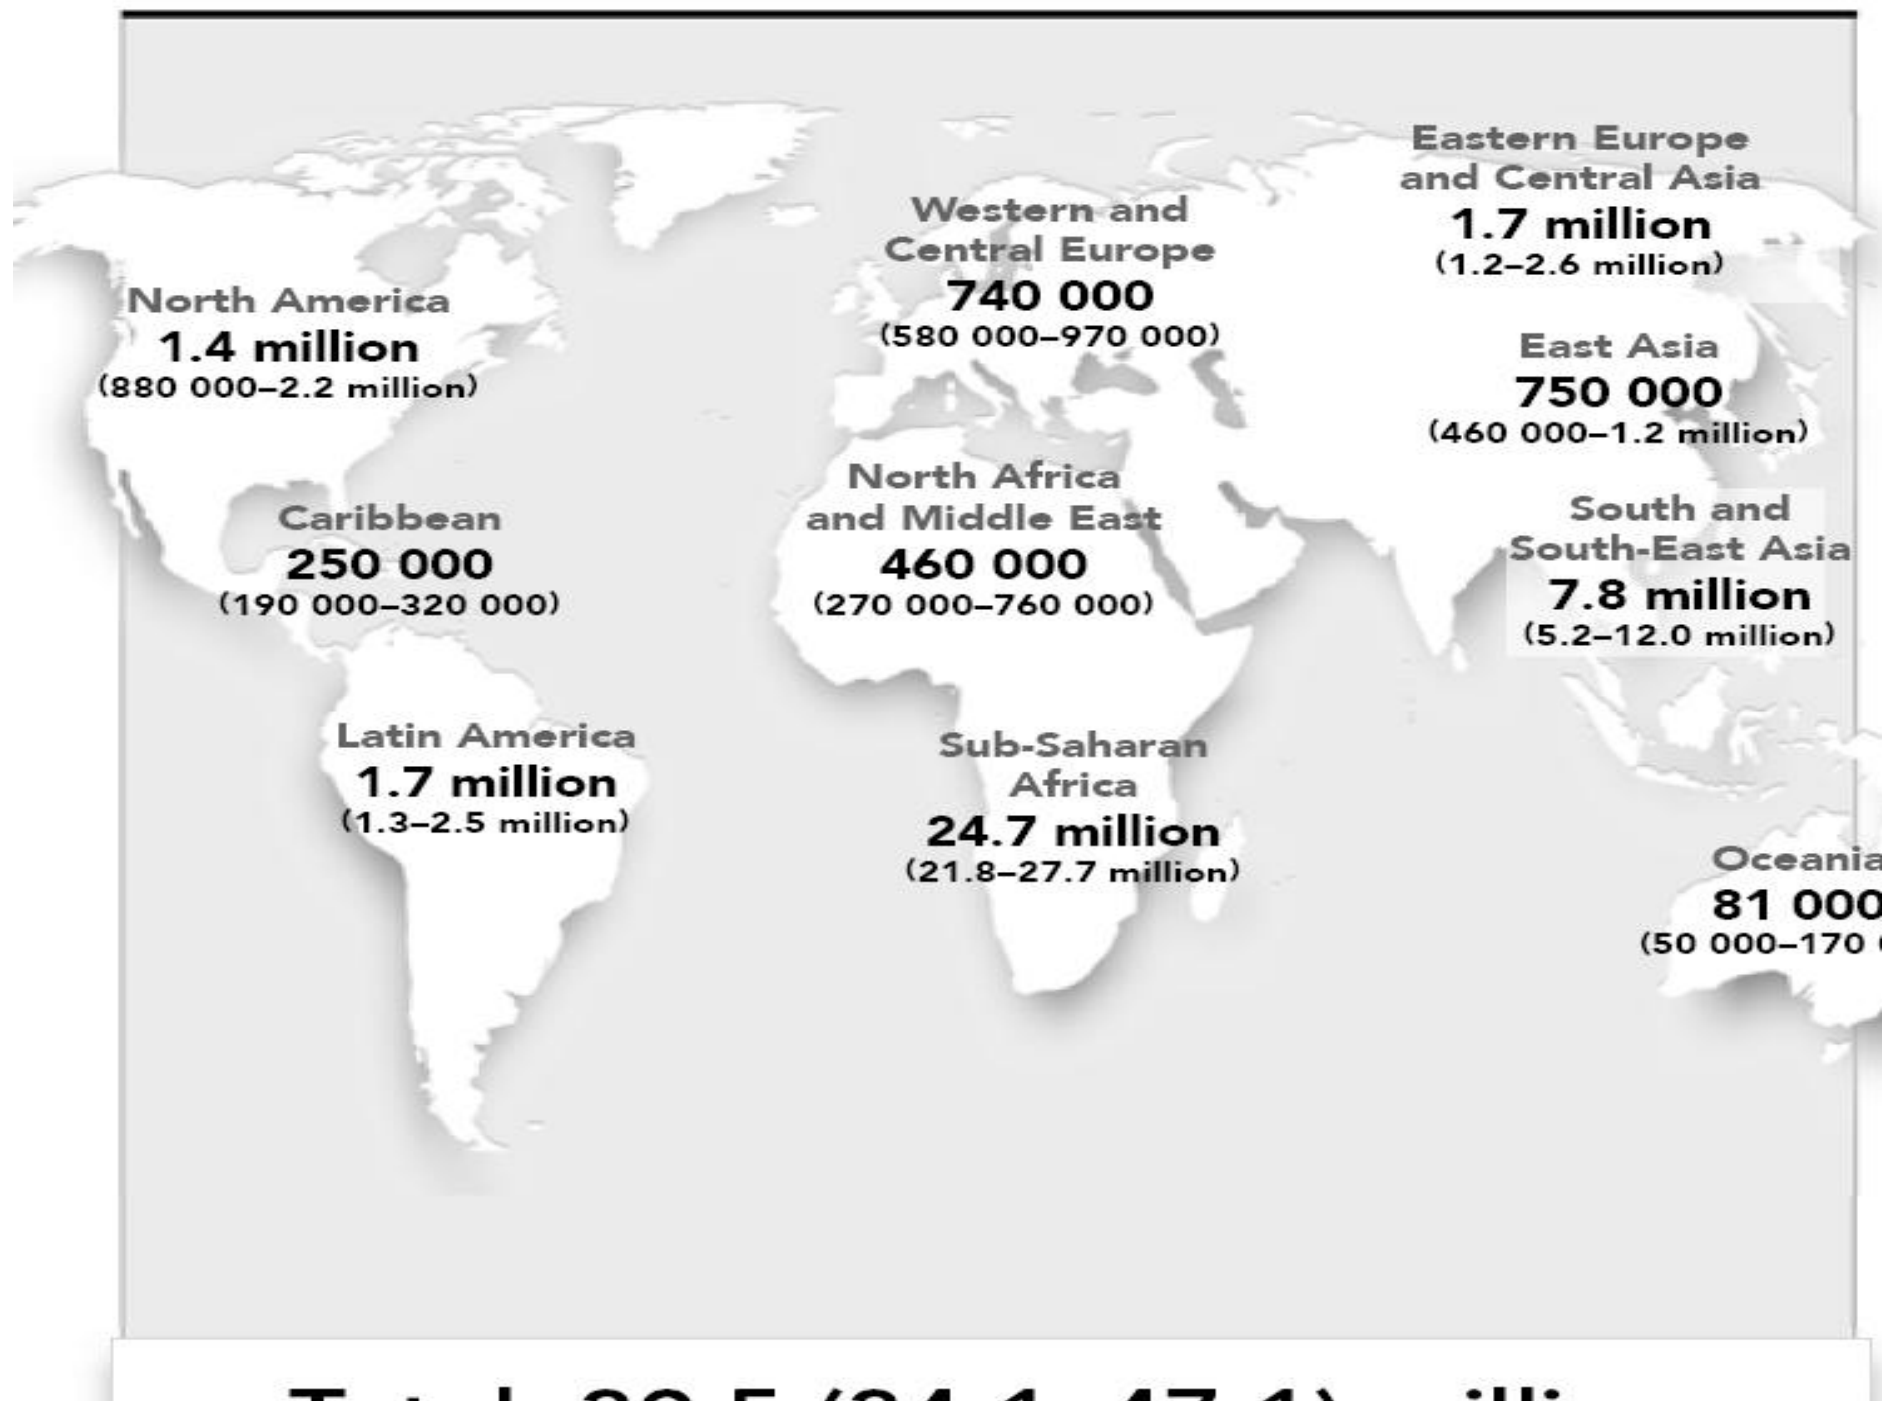 Eastern Europe
and Central Asia
1.7 million
(1.2–2.6 million)
Western and
Central Europe
740 000
(580 000–970 000)
North America
1.4 million
(880 000–2.2 million)
East Asia
750 000
(460 000–1.2 million)
North Africa
and Middle East
460 000
(270 000–760 000)
Caribbean
250 000
(190 000–320 000)
South and
South-East Asia
7.8 million
(5.2–12.0 million)
Latin America
1.7 million
(1.3–2.5 million)
Sub-Saharan
Africa
24.7 million
(21.8–27.7 million)
Oceania
81 000
(50 000–170